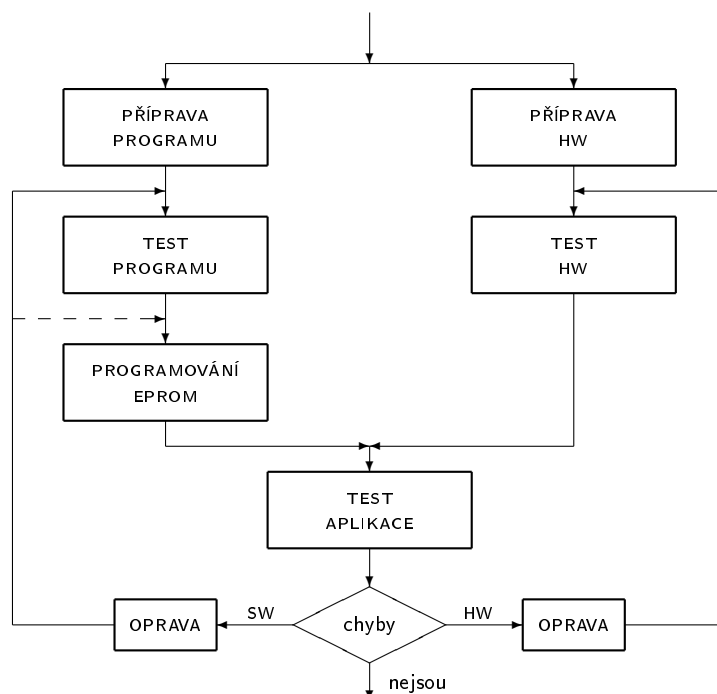 PŘÍPRAVA
PROGRAMU
PŘÍPRAVA
HW
TEST
PROGRAMU
TEST
HW
PROGRAMOVÁNÍ
EPROM
TEST
APLIKACE
OPRAVA
SW
chyby
HW
OPRAVA
nejsou